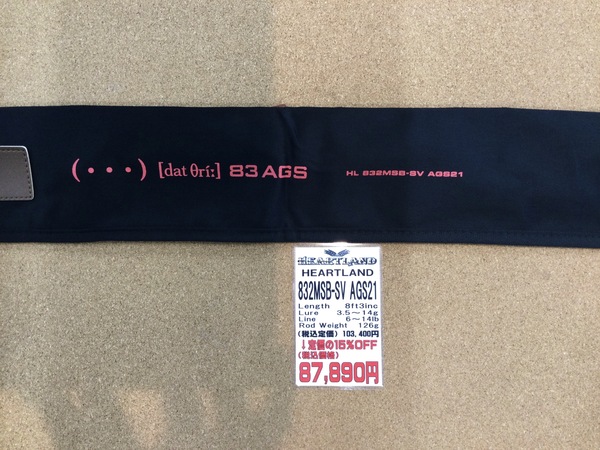 (・・・) [dat θríː] 83 AGS HL 832MSB-SV AGS21
HEARTLAND
HEARTLAND
832MSB-SV AGS21
Length 8ft3inc
Lure 3.5～14g
Line 6～14lb
Rod Weight 126g
(税込定価) 103,400円
↓定価の15%OFF
(税込価格)
87,890円